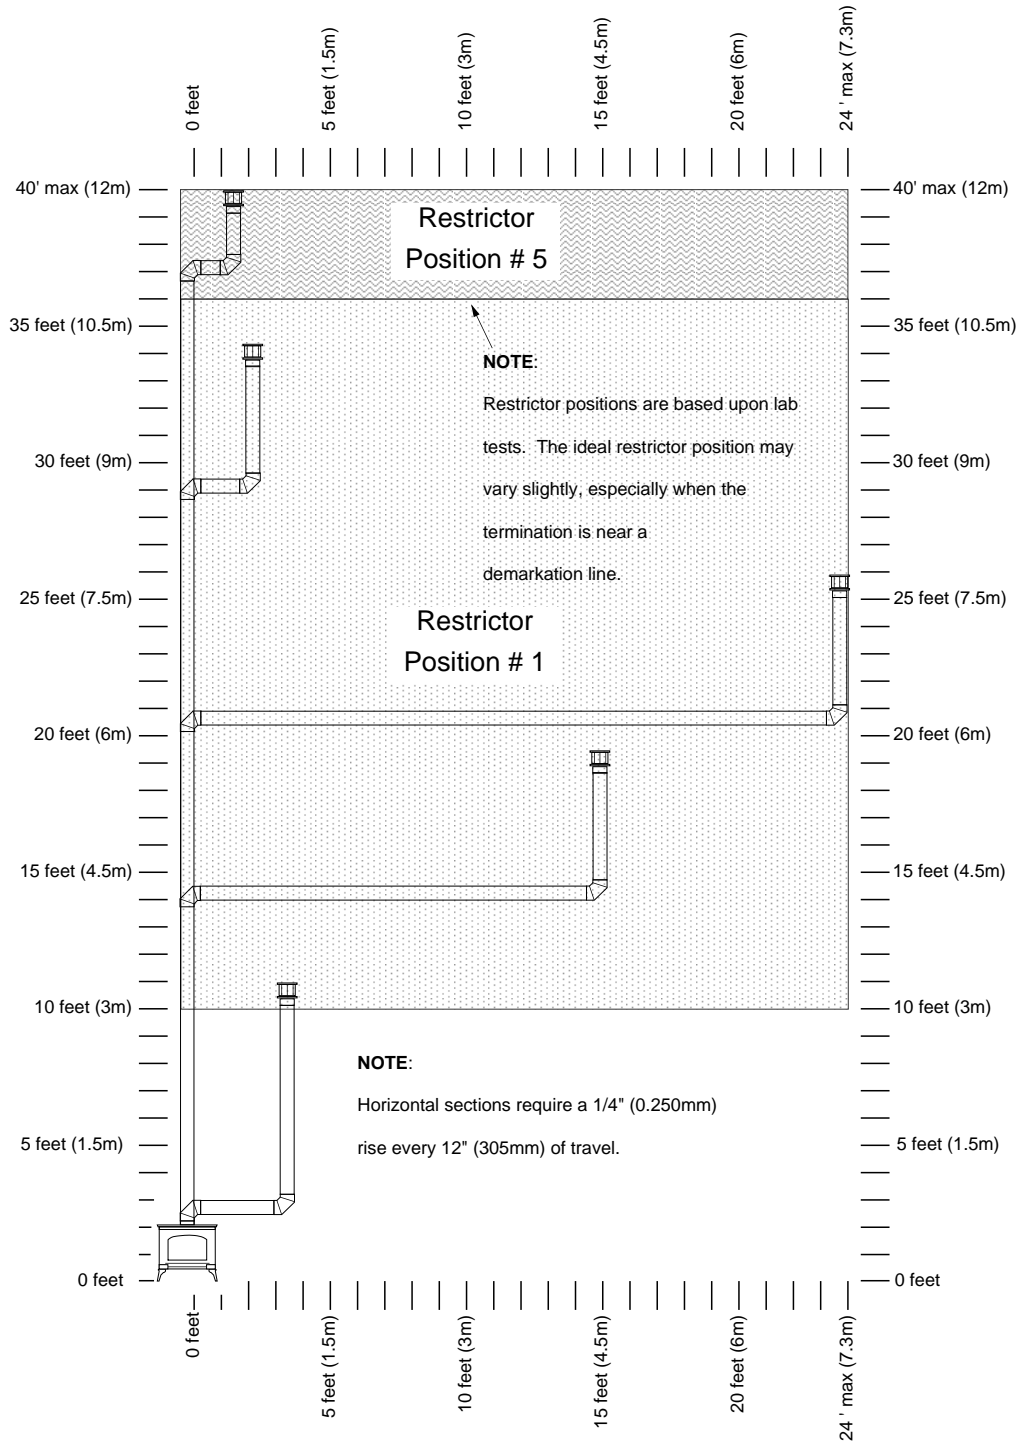 0 feet
5 feet (1.5m)
10 feet (3m)
15 feet (4.5m)
20 feet (6m)
24 ' max (7.3m)
40' max (12m)
40' max (12m)
Restrictor
Position # 5
35 feet (10.5m)
35 feet (10.5m)
NOTE:
Restrictor positions are based upon lab
tests.  The ideal restrictor position may
vary slightly, especially when the
termination is near a
demarkation line.
30 feet (9m)
30 feet (9m)
25 feet (7.5m)
25 feet (7.5m)
Restrictor
Position # 1
20 feet (6m)
20 feet (6m)
15 feet (4.5m)
15 feet (4.5m)
10 feet (3m)
10 feet (3m)
NOTE:
Horizontal sections require a 1/4" (0.250mm)
rise every 12" (305mm) of travel.
5 feet (1.5m)
5 feet (1.5m)
0 feet
0 feet
0 feet
5 feet (1.5m)
10 feet (3m)
15 feet (4.5m)
20 feet (6m)
24 ' max (7.3m)